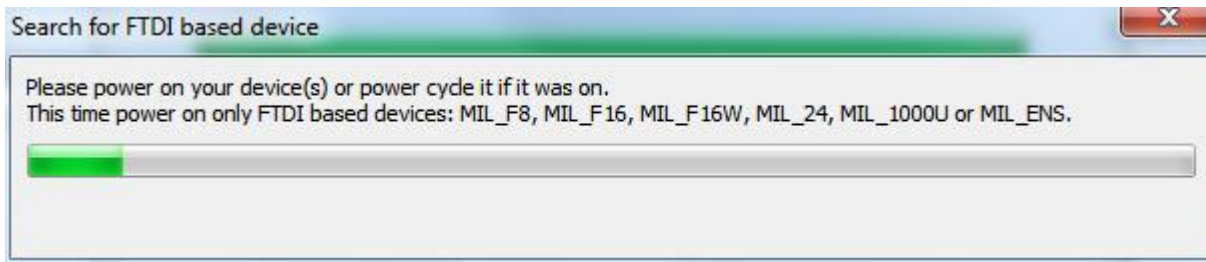 Search for FTDI based device
Please power on your device(s) or power cycle it if it was on.
This time power on only FTDI based devices: MIL_F8, MIL_F16, MIL_F16W, MIL_24, MIL_1000U or MIL_ENS.